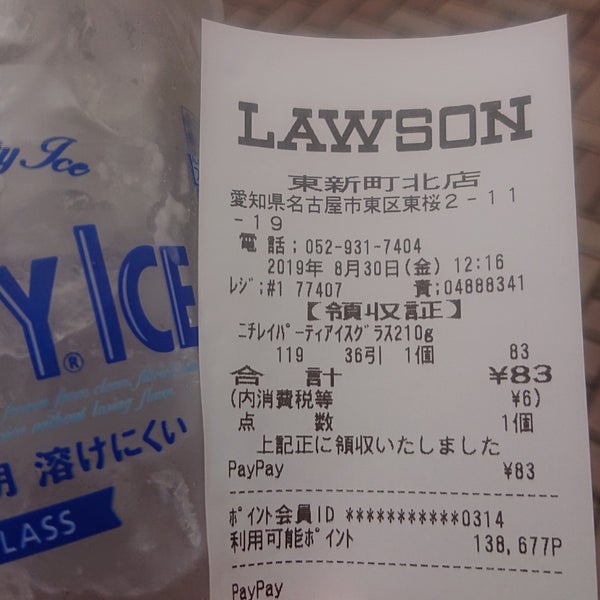 y Ice
Y ICE
®
溶けにくい
LASS
LAWSON
東新町北店
愛知県名古屋市東区東桜2-11
-19
電話:052-931-7404
2019年 8月30日(金) 12:16
レジ:#1 77407 責:04888341
【領収証】
ニチレイパーティアイスグラス210g
119 36引 1個 83
合 計 ¥83
(内消費税等 ¥6)
点 数 1個
上記正に領収いたしました
PayPay ¥83
ポイント会員ID ***********0314
利用可能ポイント 138,677P
PayPay